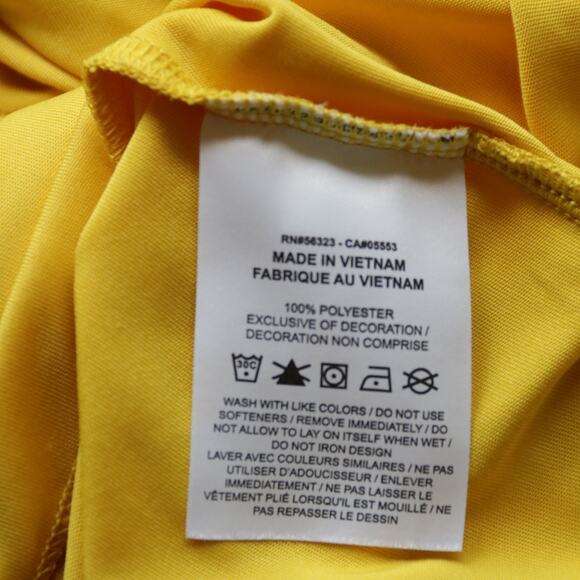 RN#56323 - CA#05553
MADE IN VIETNAM
FABRIQUE AU VIETNAM
100% POLYESTER
EXCLUSIVE OF DECORATION /
DECORATION NON COMPRISE
30C
WASH WITH LIKE COLORS / DO NOT USE
SOFTENERS / REMOVE IMMEDIATELY / DO
NOT ALLOW TO LAY ON ITSELF WHEN WET /
DO NOT IRON DESIGN
LAVER AVEC COULEURS SIMILAIRES / NE PAS
UTILISER D'ADOUCISSEUR / ENLEVER
IMMÉDIATEMENT / NE PAS LAISSER LE
VÊTEMENT PLIÉ LORSQU'IL EST MOUILLÉ / NE
PAS REPASSER LE DESSIN